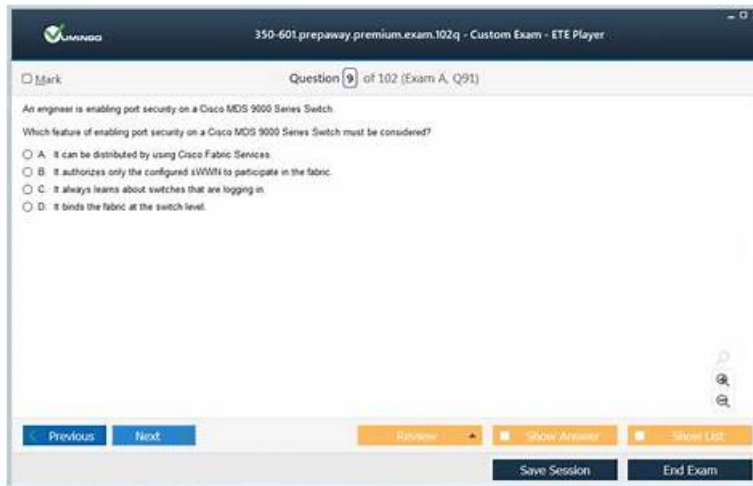 VUMINGO
350-601.prepaway.premium.exam.102q - Custom Exam - ETE Player
Mark
Question 9 of 102 (Exam A, Q91)
An engineer is enabling port security on a Cisco MDS 9000 Series Switch.
Which feature of enabling port security on a Cisco MDS 9000 Series Switch must be considered?
A. It can be distributed by using Cisco Fabric Services.
B. It authorizes only the configured sWWN to participate in the fabric.
C. It always learns about switches that are logging in.
D. It binds the fabric at the switch level.
Previous
Next
Review
Show Answer
Show List
Save Session
End Exam